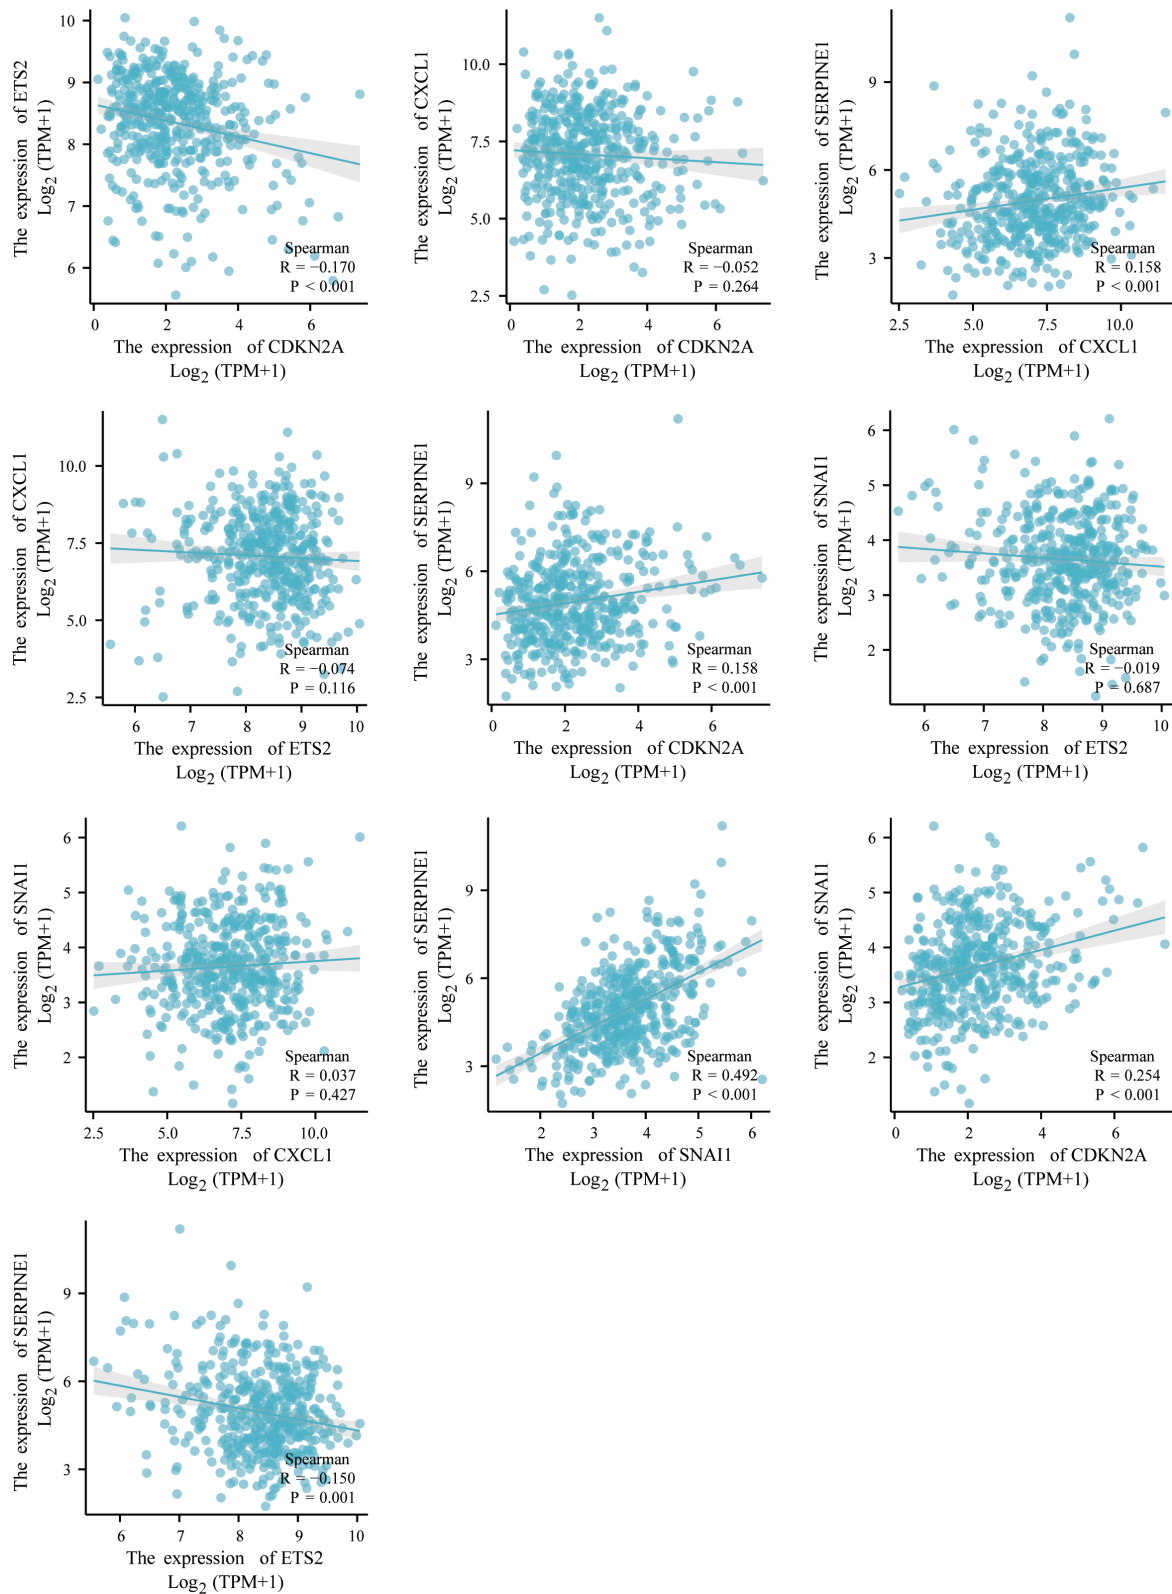 The expression of ETS2
Log2 (TPM+1)
10
9
8
7
6
Spearman
R = −0.170
P < 0.001
0 2 4 6
The expression of CDKN2A
Log2 (TPM+1)
The expression of CXCL1
Log2 (TPM+1)
10.0
7.5
5.0
2.5
Spearman
R = −0.052
P = 0.264
0 2 4 6
The expression of CDKN2A
Log2 (TPM+1)
The expression of SERPINE1
Log2 (TPM+1)
9
6
3
Spearman
R = 0.158
P < 0.001
2.5 5.0 7.5 10.0
The expression of CXCL1
Log2 (TPM+1)
The expression of CXCL1
Log2 (TPM+1)
10.0
7.5
5.0
2.5
Spearman
R = −0.074
P = 0.116
6 7 8 9 10
The expression of ETS2
Log2 (TPM+1)
The expression of SERPINE1
Log2 (TPM+1)
9
6
3
Spearman
R = 0.158
P < 0.001
0 2 4 6
The expression of CDKN2A
Log2 (TPM+1)
The expression of SNAI1
Log2 (TPM+1)
6
5
4
3
2
Spearman
R = −0.019
P = 0.687
6 7 8 9 10
The expression of ETS2
Log2 (TPM+1)
The expression of SNAI1
Log2 (TPM+1)
6
5
4
3
2
Spearman
R = 0.037
P = 0.427
2.5 5.0 7.5 10.0
The expression of CXCL1
Log2 (TPM+1)
The expression of SERPINE1
Log2 (TPM+1)
9
6
3
Spearman
R = 0.492
P < 0.001
2 3 4 5 6
The expression of SNAI1
Log2 (TPM+1)
The expression of SNAI1
Log2 (TPM+1)
6
5
4
3
2
Spearman
R = 0.254
P < 0.001
0 2 4 6
The expression of CDKN2A
Log2 (TPM+1)
The expression of SERPINE1
Log2 (TPM+1)
9
6
3
Spearman
R = −0.150
P = 0.001
6 7 8 9 10
The expression of ETS2
Log2 (TPM+1)